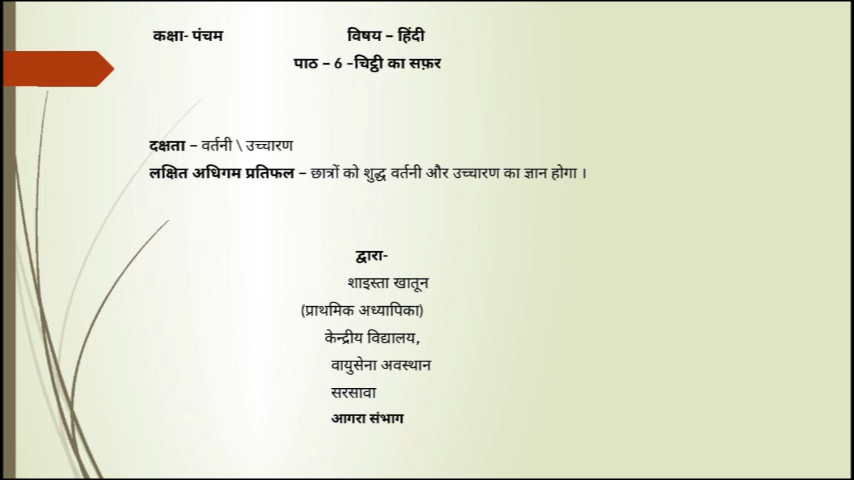 कक्षा- पंचम विषय – हिंदी
पाठ – 6 –चिट्ठी का सफ़र
दक्षता – वर्तनी \ उच्चारण
लक्षित अधिगम प्रतिफल – छात्रों को शुद्ध वर्तनी और उच्चारण का ज्ञान होगा ।
द्वारा-
शाइस्ता खातून
(प्राथमिक अध्यापिका)
केन्द्रीय विद्यालय,
वायुसेना अवस्थान
सरसावा
आगरा संभाग